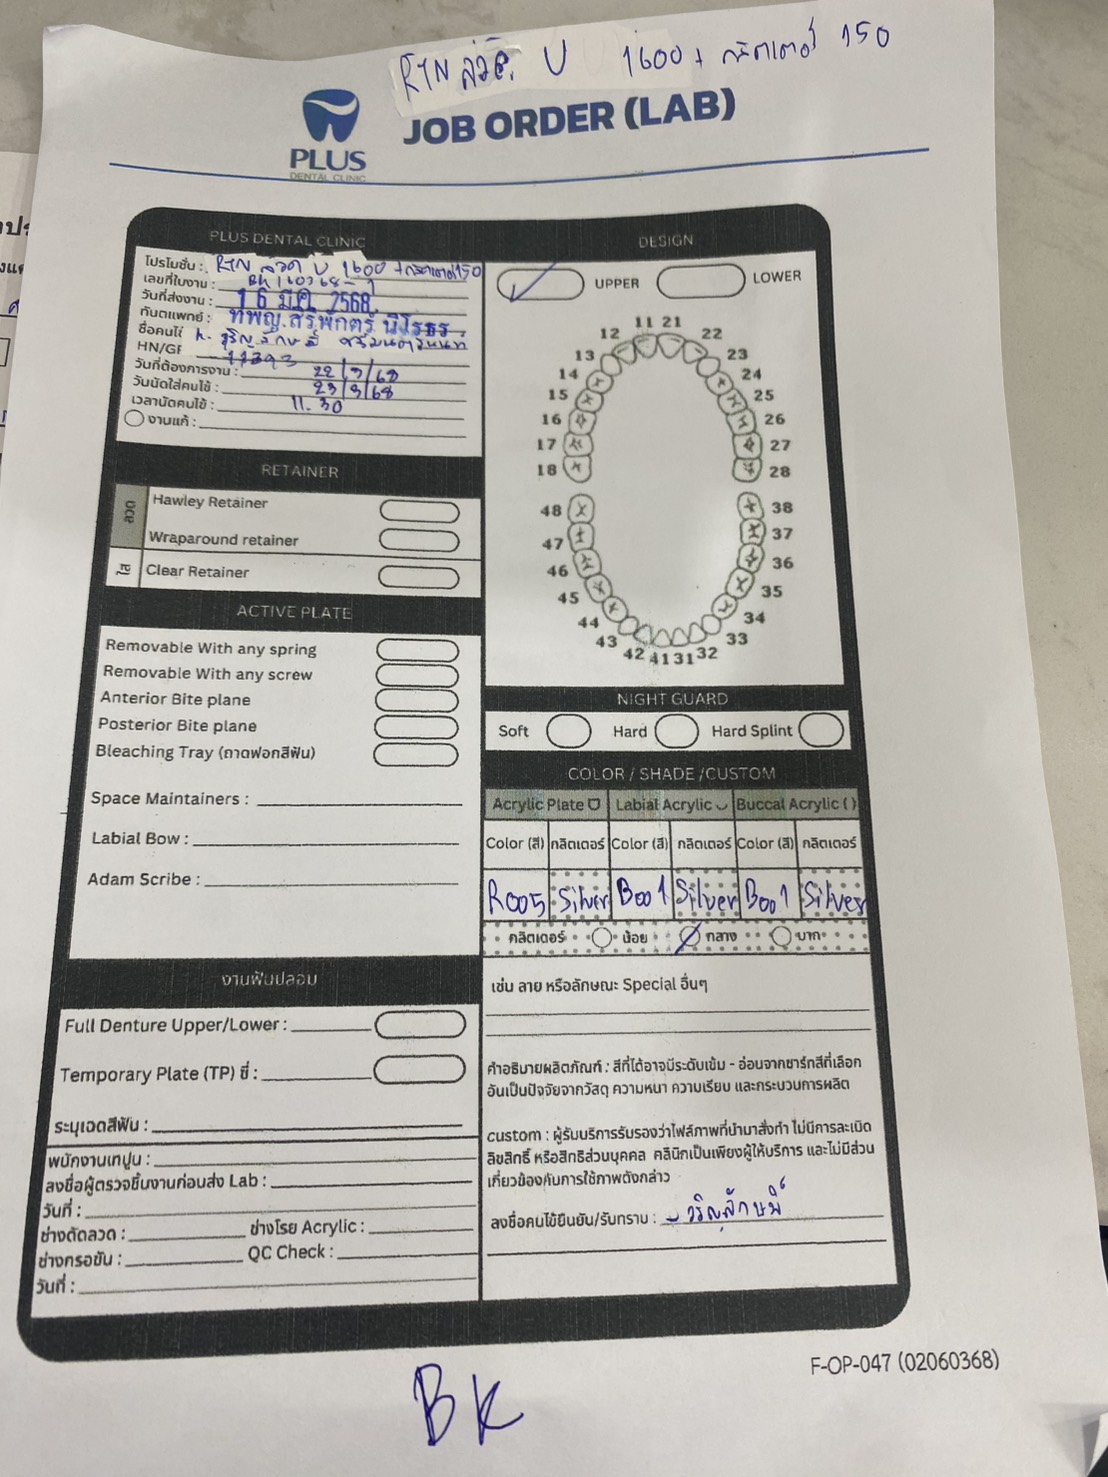 RTN ลวด U 1600 + กลิตเตอร์ 150
JOB ORDER (LAB)
PLUS
DENTAL CLINIC
PLUS DENTAL CLINIC
โปรโมชั่น : RTN ลวด U 1600 + กลิตเตอร์ 150
เลขที่ใบงาน : BK160368-1
วันที่ส่งงาน : 16 มี.ค. 2568
ทันตแพทย์ : ทพญ.สิริพักตร์
ชื่อคนไข้
HN/GF 11393
วันที่ต้องการงาน : 22/3/68
วันนัดใส่คนไข้ : 23/3/68
เวลานัดคนไข้ : 11.30
งานแก้ :
RETAINER
ลวด
Hawley Retainer
Wraparound retainer
ใส
Clear Retainer
ACTIVE PLATE
Removable With any spring
Removable With any screw
Anterior Bite plane
Posterior Bite plane
Bleaching Tray (ถาดฟอกสีฟัน)
Space Maintainers :
Labial Bow :
Adam Scribe :
งานฟันปลอม
Full Denture Upper/Lower :
Temporary Plate (TP) ซี่ :
ระบุเฉดสีฟัน :
พนักงานเทปูน :
ลงชื่อผู้ตรวจชิ้นงานก่อนส่ง Lab :
วันที่ :
ช่างดัดลวด : ช่างโรย Acrylic :
ช่างกรอขัน : QC Check :
วันที่ :
DESIGN
UPPER LOWER
11 21
12 22
13 23
14 24
15 25
16 26
17 27
18 28
48 38
47 37
46 36
45 35
44 34
43 33
42 41 31 32
NIGHT GUARD
Soft Hard Hard Splint
COLOR / SHADE /CUSTOM
Acrylic Plate Labial Acrylic Buccal Acrylic ( )
Color (สี) กลิตเตอร์ Color (สี) กลิตเตอร์ Color (สี) กลิตเตอร์
R005 Silver B001 Silver B001 Silver
กลิตเตอร์ น้อย กลาง มาก
เช่น ลาย หรือลักษณะ Special อื่นๆ
คำอธิบายผลิตภัณฑ์ : สีที่ได้อาจมีระดับเข้ม - อ่อนจากชาร์ทสีที่เลือก
อันเป็นปัจจัยจากวัสดุ ความหนา ความเรียบ และกระบวนการผลิต
custom : ผู้รับบริการรับรองว่าไฟล์ภาพที่นำมาสั่งทำ ไม่มีการละเมิด
ลิขสิทธิ์ หรือสิทธิส่วนบุคคล คลินิกเป็นเพียงผู้ให้บริการ และไม่มีส่วน
เกี่ยวข้องกับการใช้ภาพดังกล่าว
ลงชื่อคนไข้ยืนยัน/รับทราบ : วริญลักษมิ์
F-OP-047 (02060368)
BK